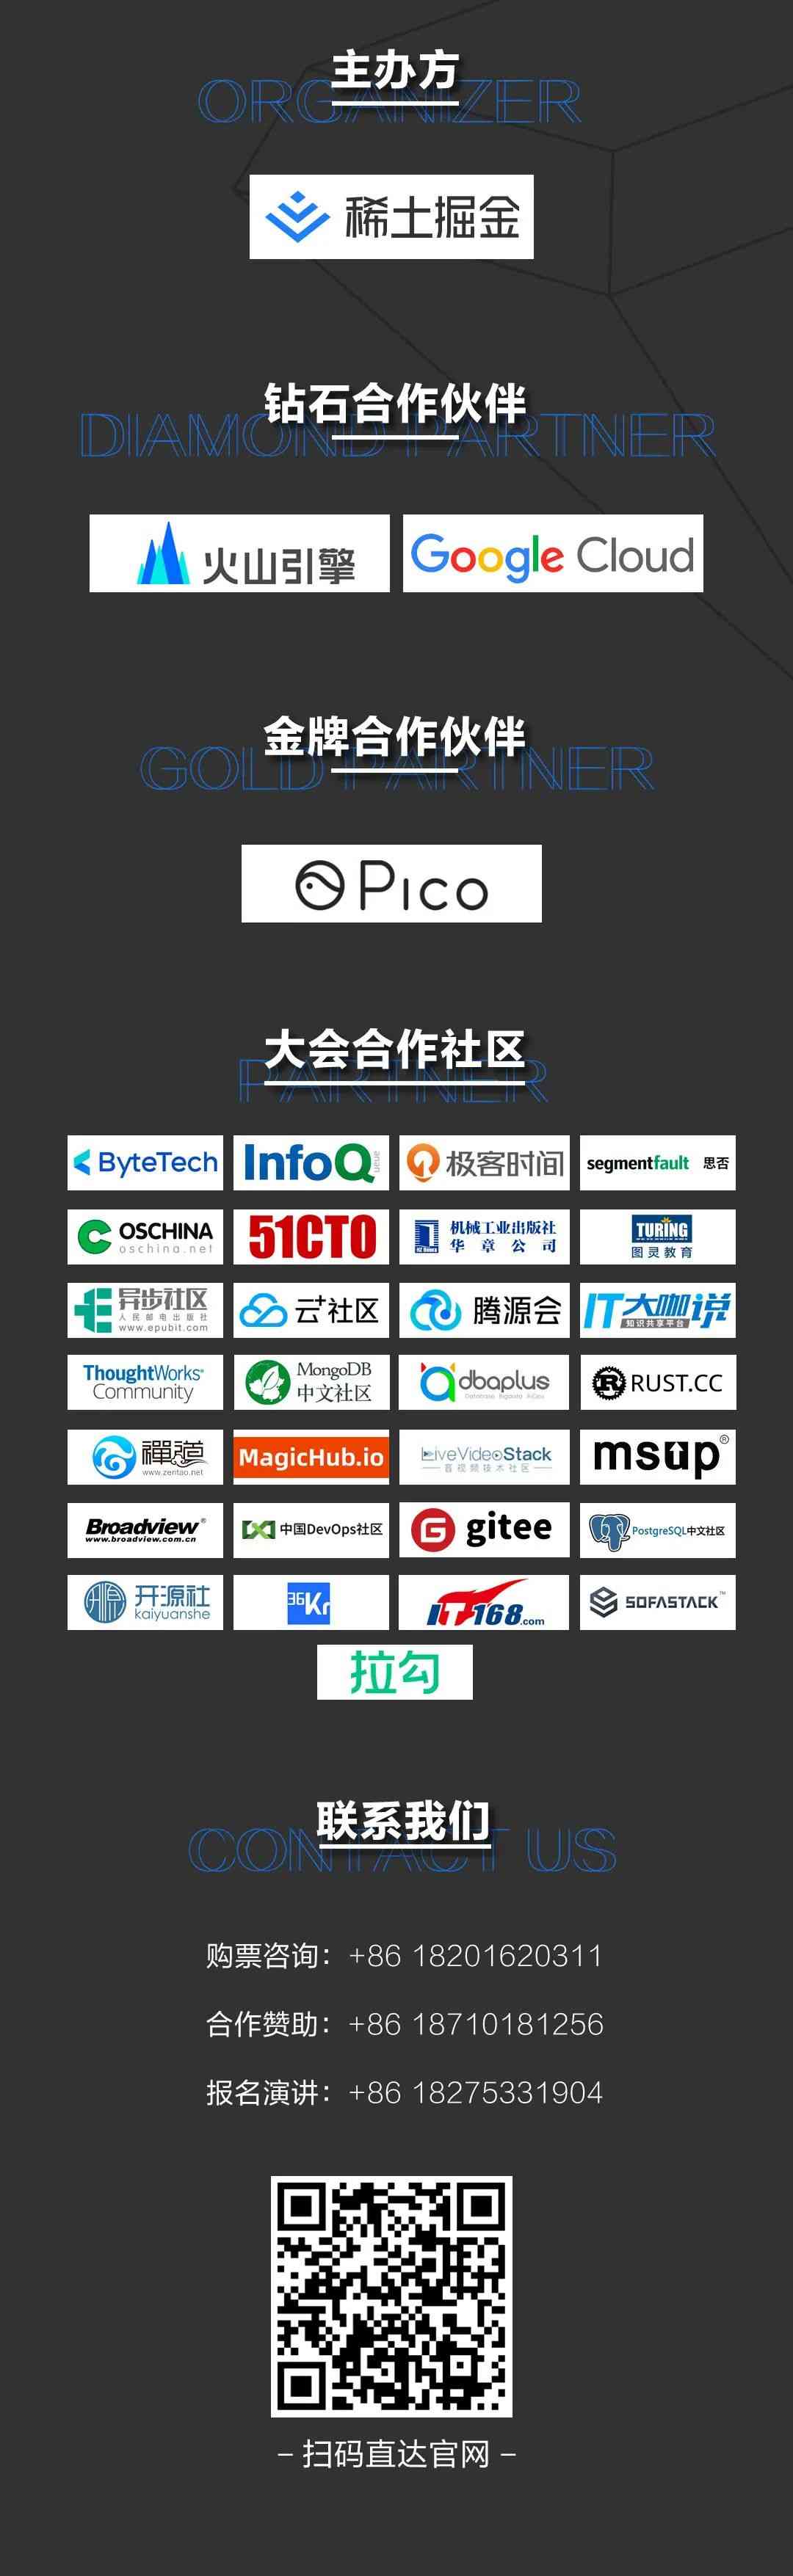 主办方
ORGANIZER
稀土掘金
钻石合作伙伴
DIAMOND PARTNER
火山引擎
Google Cloud
金牌合作伙伴
GOLD PARTNER
Pico
大会合作社区
PARTNER
ByteTech
InfoQ
极客时间
segmentfault 思否
OSCHINA
oschina.net
51CTO
机械工业出版社
华章公司
TURING
图灵教育
异步社区
人民邮电出版社
www.epubit.com
云+社区
腾源会
IT大咖说
知识共享平台
ThoughtWorks®
Community
MongoDB
中文社区
dbaplus
RUST.CC
禪道
www.zentao.net
MagicHub.io
LiveVideoStack
音视频技术社区
msup®
Broadview®
www.broadview.com.cn
中国DevOps社区
gitee
PostgreSQL中文社区
开源社
kaiyuanshe
36Kr
IT168.com
SOFASTACK™
拉勾
联系我们
CONTACT US
购票咨询：+86 18201620311
合作赞助：+86 18710181256
报名演讲：+86 18275331904
– 扫码直达官网 –